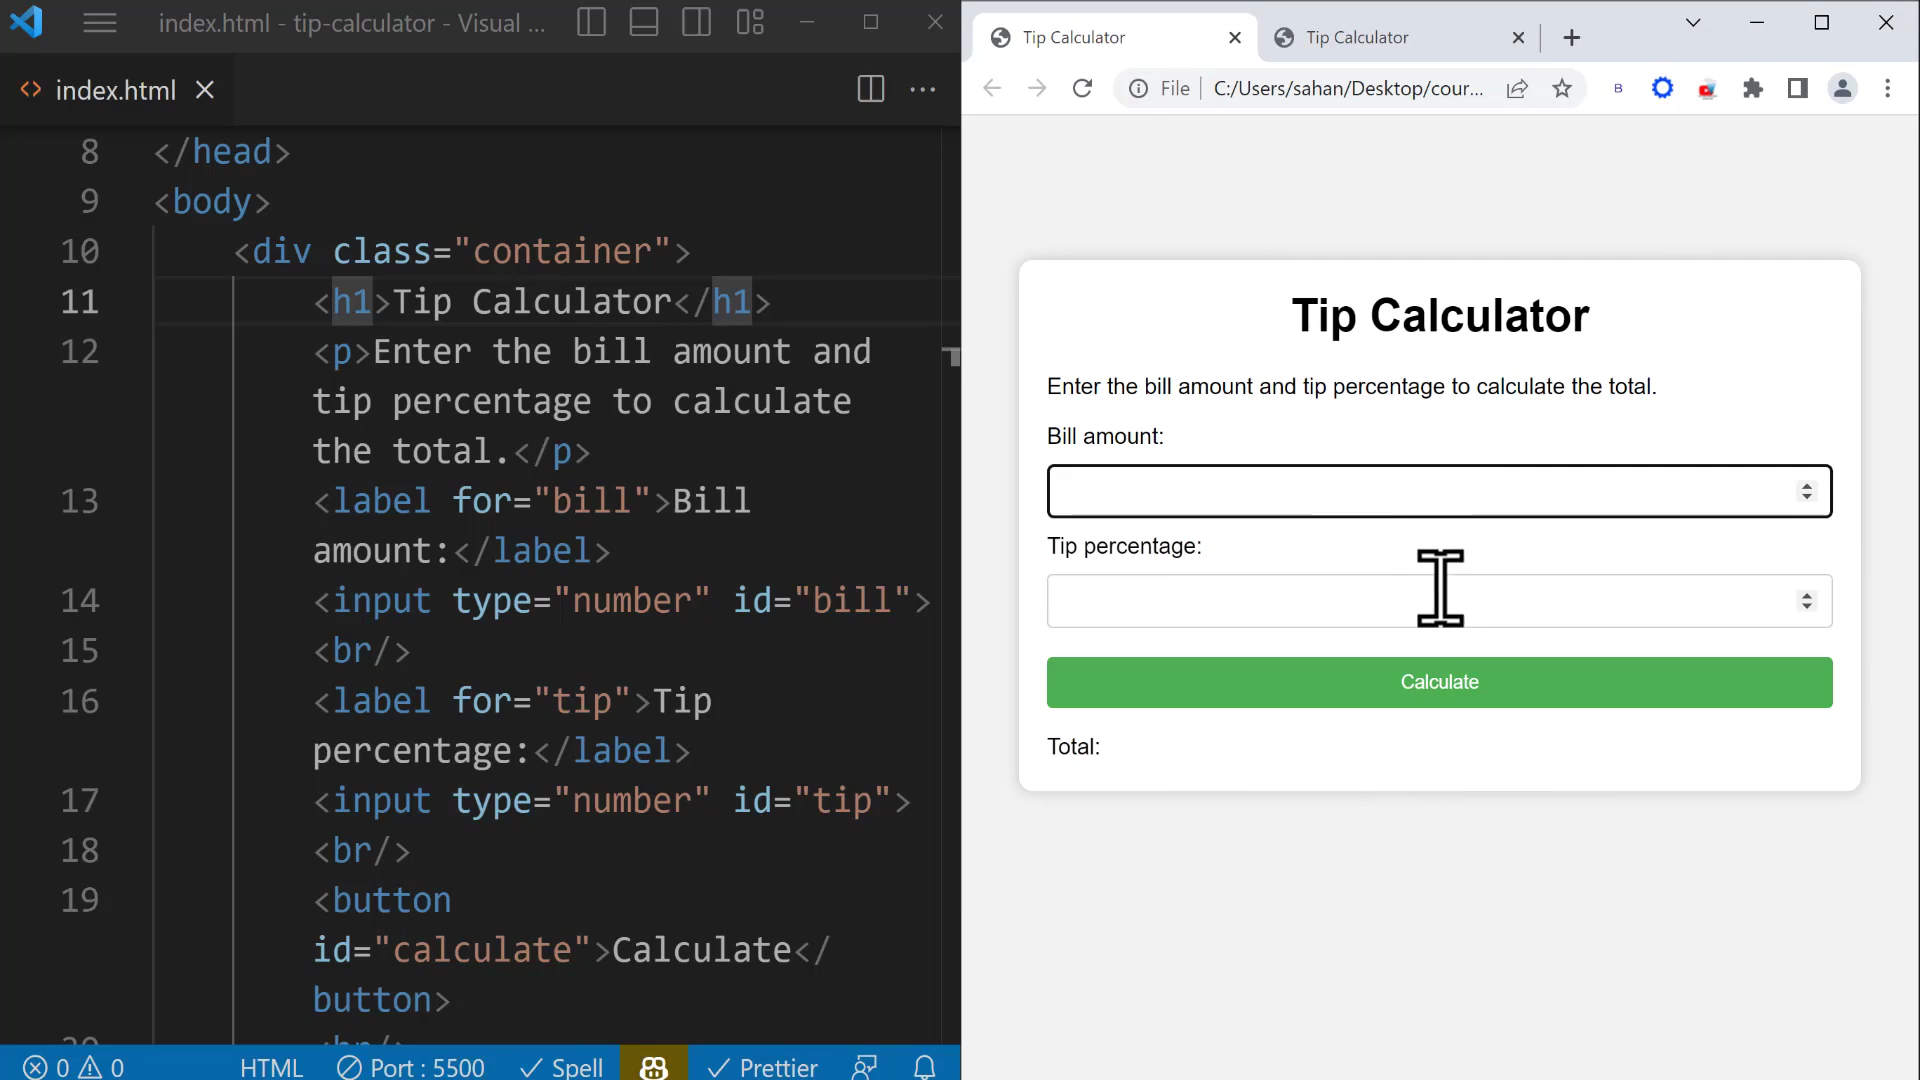 index.html - tip-calculator - Visual ...
index.html
8 </head>
9 <body>
10 <div class="container">
11 <h1>Tip Calculator</h1>
12 <p>Enter the bill amount and
tip percentage to calculate
the total.</p>
13 <label for="bill">Bill
amount:</label>
14 <input type="number" id="bill">
15 <br/>
16 <label for="tip">Tip
percentage:</label>
17 <input type="number" id="tip">
18 <br/>
19 <button
id="calculate">Calculate</
button>
20 <br/>
0 0 HTML Port : 5500 Spell Prettier
Tip Calculator
Tip Calculator
File C:/Users/sahan/Desktop/cour...
B
Tip Calculator
Enter the bill amount and tip percentage to calculate the total.
Bill amount:
Tip percentage:
Calculate
Total: